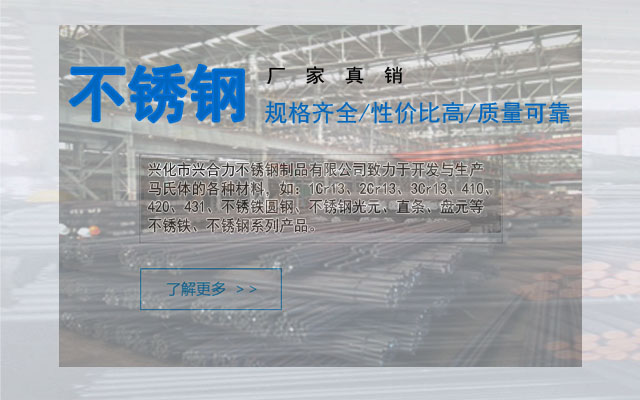 不锈钢
厂家真销
规格齐全/性价比高/质量可靠
兴化市兴合力不锈钢制品有限公司致力于开发与生产
马氏体的各种材料，如：1Cr13、2Cr13、3Cr13、410、
420、431、不锈铁圆钢、不锈钢光元、直条、盘元等
不锈铁、不锈钢系列产品。
了解更多 >>